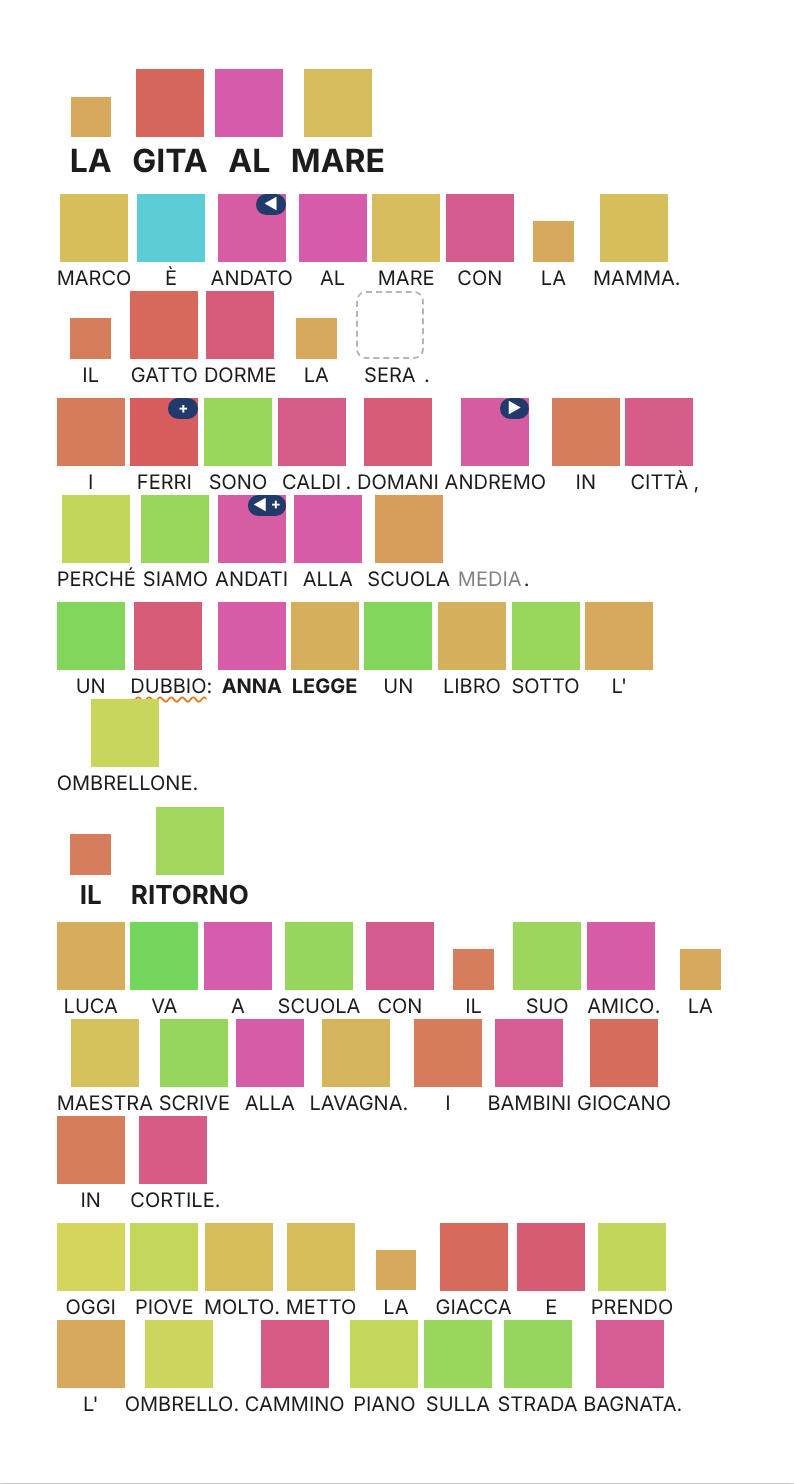 LA GITA AL MARE
MARCO È ANDATO AL MARE CON LA MAMMA.
IL GATTO DORME LA SERA .
I FERRI SONO CALDI . DOMANI ANDREMO IN CITTÀ ,
PERCHÉ SIAMO ANDATI ALLA SCUOLA MEDIA .
UN DUBBIO: ANNA LEGGE UN LIBRO SOTTO L'
OMBRELLONE.
IL RITORNO
LUCA VA A SCUOLA CON IL SUO AMICO. LA
MAESTRA SCRIVE ALLA LAVAGNA. I BAMBINI GIOCANO
IN CORTILE.
OGGI PIOVE MOLTO. METTO LA GIACCA E PRENDO
L' OMBRELLO. CAMMINO PIANO SULLA STRADA BAGNATA.